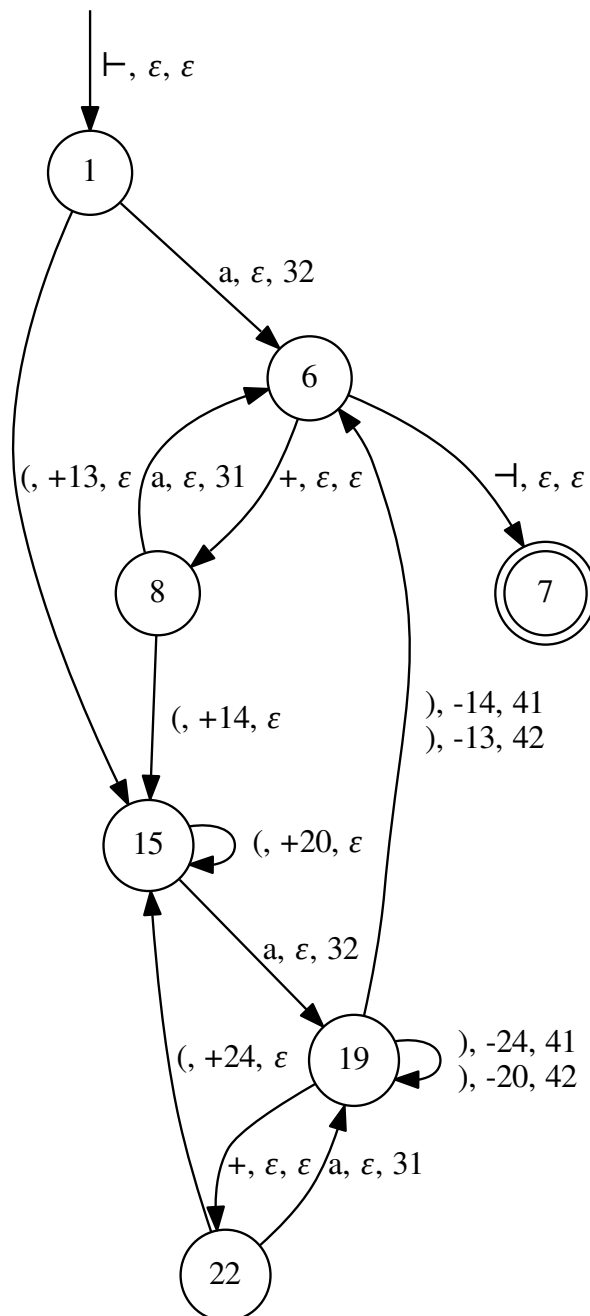 ⊢, ε, ε
1
a, ε, 32
6
(, +13, ε
a, ε, 31
+, ε, ε
⊣, ε, ε
8
7
), -14, 41
), -13, 42
(, +14, ε
15
(, +20, ε
a, ε, 32
(, +24, ε
19
), -24, 41
), -20, 42
+, ε, ε
a, ε, 31
22